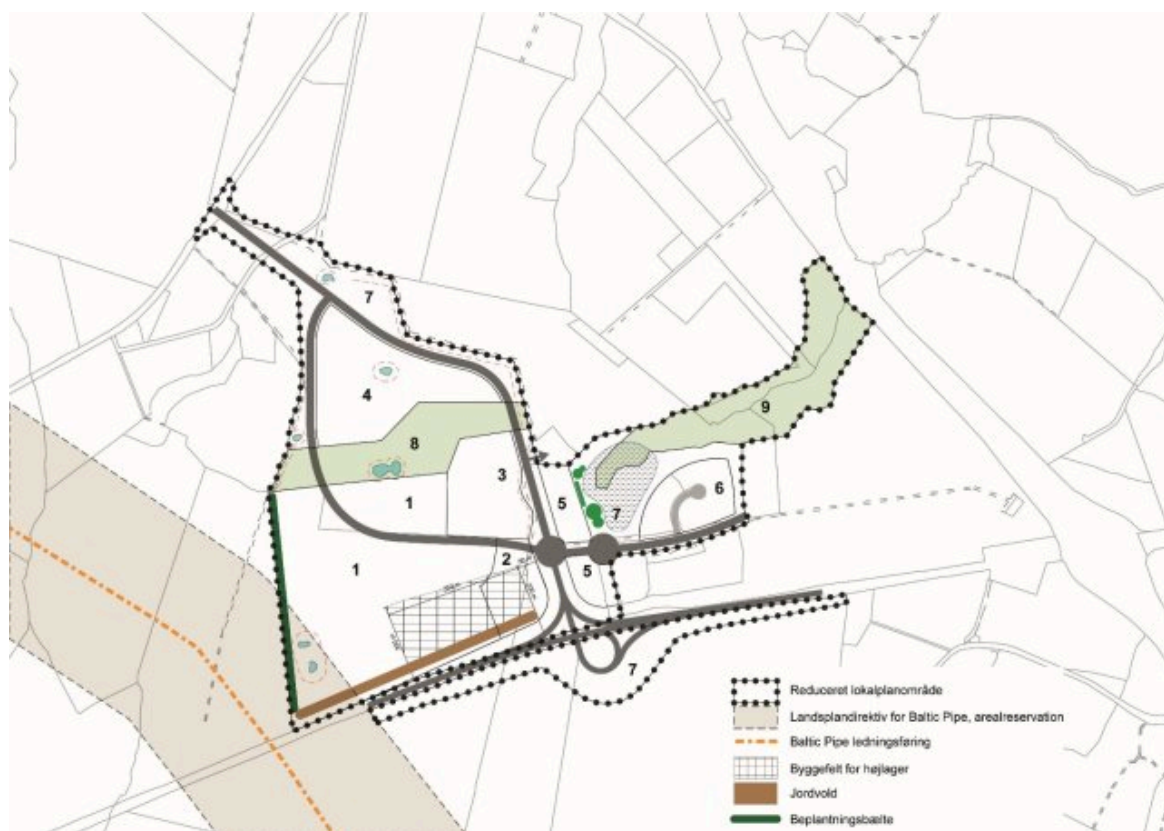 7
4
9
8
3
6
5
1
7
2
5
1
7
Reduceret lokalplanområde
Landsplandirektiv for Baltic Pipe, arealreservation
Baltic Pipe ledningsføring
Byggefelt for højlager
Jordvold
Beplantningsbælte